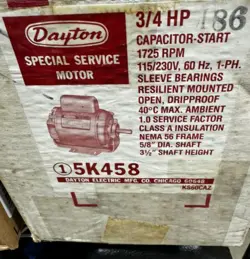 Dayton
SPECIAL SERVICE
MOTOR
3/4 HP
186
CAPACITOR-START
1725 RPM
115/230V, 60 Hz, 1-PH.
SLEEVE BEARINGS
RESILIENT MOUNTED
OPEN, DRIPPROOF
40°C MAX. AMBIENT
1.0 SERVICE FACTOR
CLASS A INSULATION
NEMA 56 FRAME
5/8" DIA. SHAFT
3½" SHAFT HEIGHT
① 5K458
DAYTON ELECTRIC MFG. CO. CHICAGO 60648